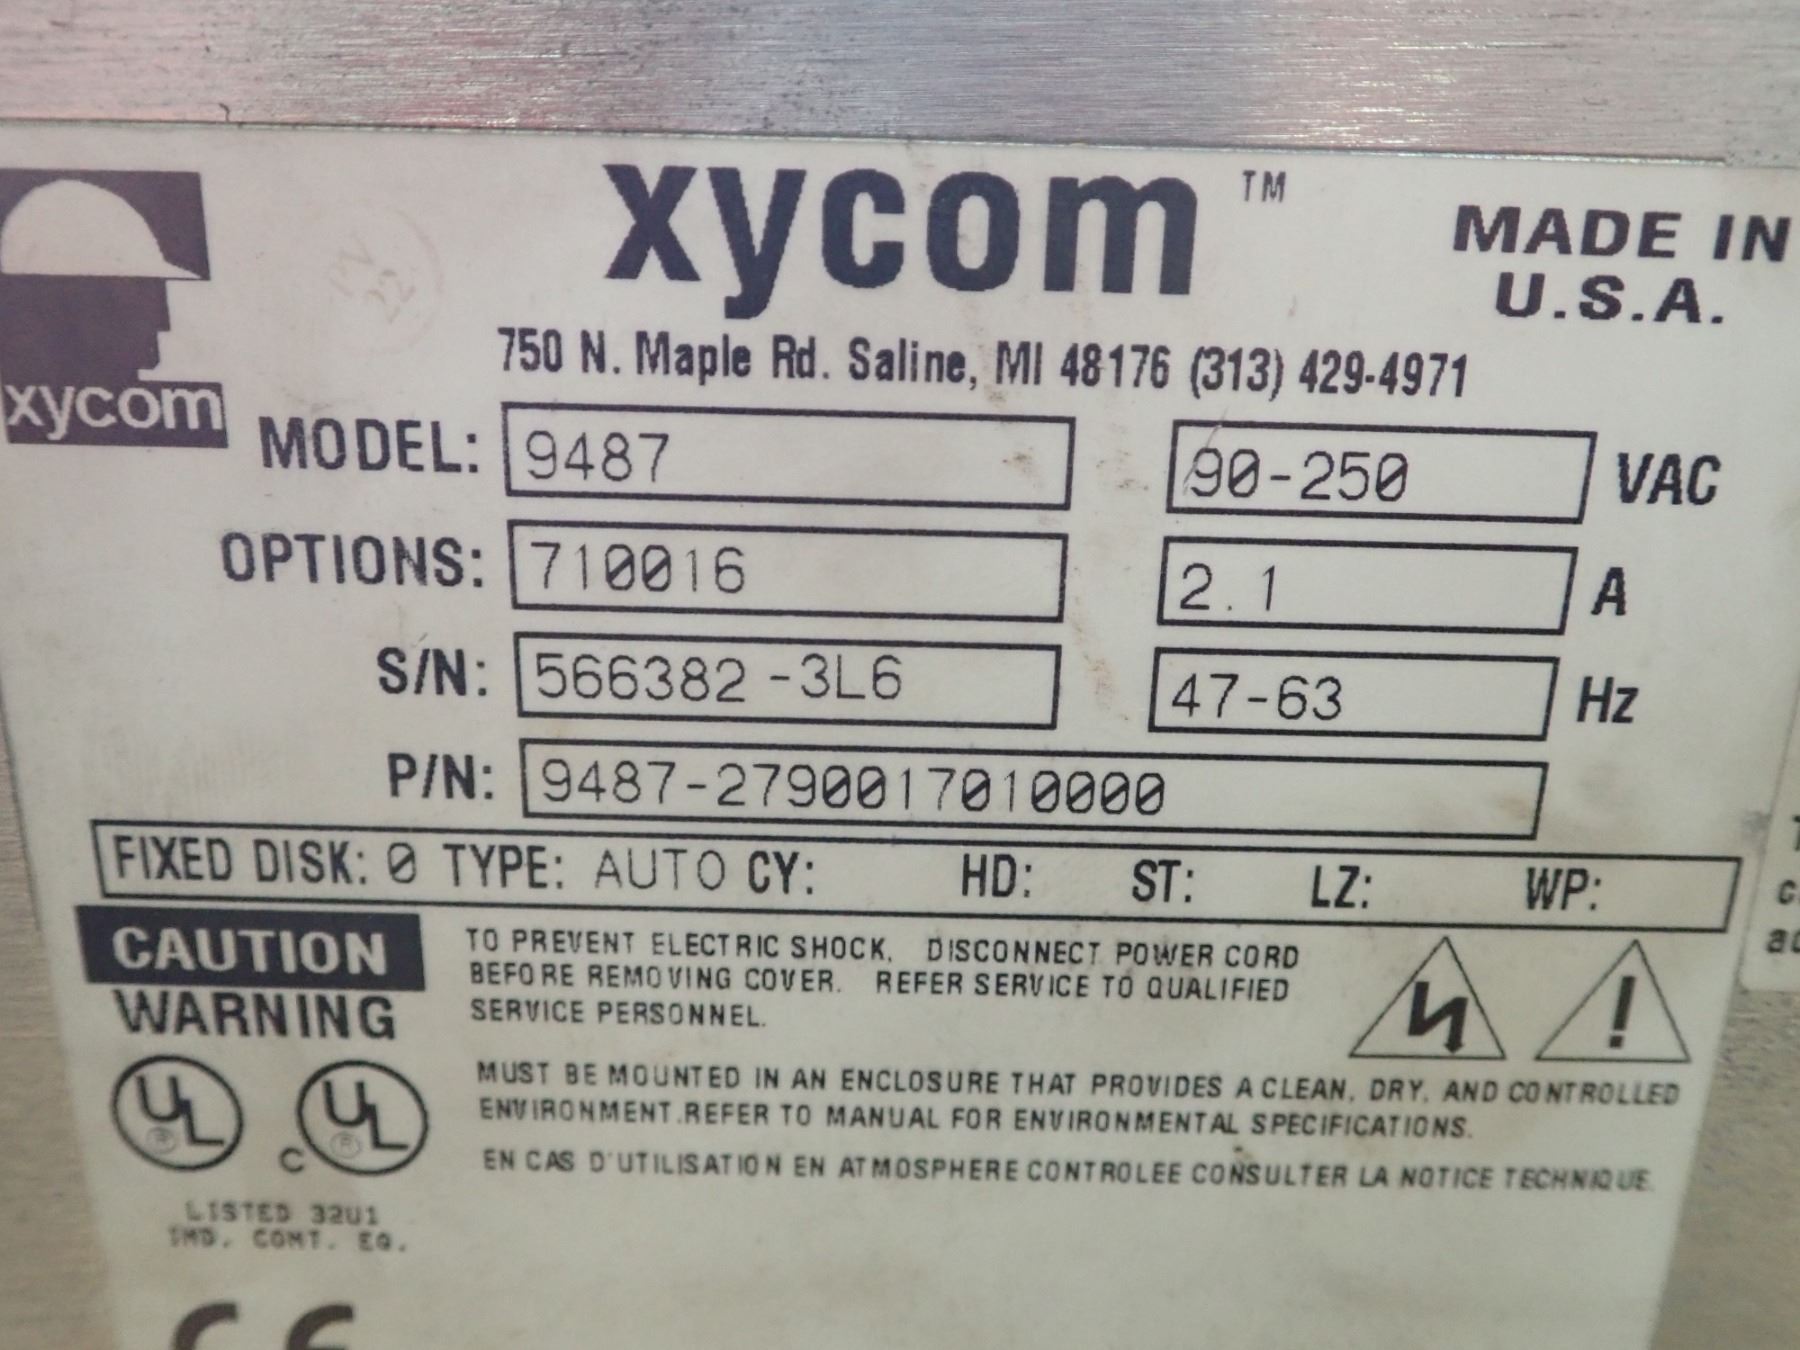 xycom™
MADE IN
U.S.A.
750 N. Maple Rd. Saline, MI 48176 (313) 429-4971
xycom
MODEL: 9487 90-250 VAC
OPTIONS: 710016 2.1 A
S/N: 566382-3L6 47-63 Hz
P/N: 9487-2790017010000
FIXED DISK: 0 TYPE: AUTO CY: HD: ST: LZ: WP:
CAUTION
WARNING
TO PREVENT ELECTRIC SHOCK, DISCONNECT POWER CORD
BEFORE REMOVING COVER. REFER SERVICE TO QUALIFIED
SERVICE PERSONNEL.
MUST BE MOUNTED IN AN ENCLOSURE THAT PROVIDES A CLEAN, DRY, AND CONTROLLED
ENVIRONMENT.REFER TO MANUAL FOR ENVIRONMENTAL SPECIFICATIONS.
EN CAS D'UTILISATION EN ATMOSPHERE CONTROLEE CONSULTER LA NOTICE TECHNIQUE.
UL ®
C UL ®
LISTED 32U1
IND. CONT. EQ.
CE